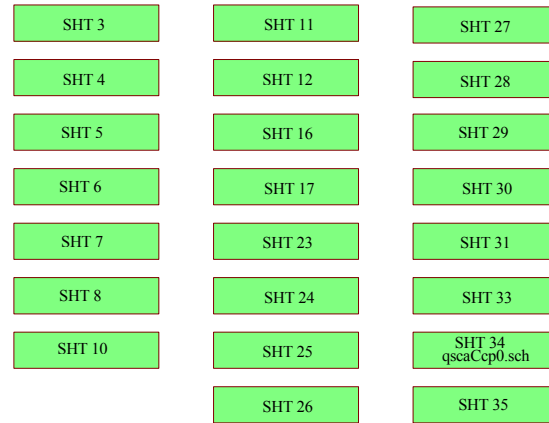 SHT 3
SHT 4
SHT 5
SHT 6
SHT 7
SHT 8
SHT 10
SHT 11
SHT 12
SHT 16
SHT 17
SHT 23
SHT 24
SHT 25
SHT 26
SHT 27
SHT 28
SHT 29
SHT 30
SHT 31
SHT 33
SHT 34
qscaCcp0.sch
SHT 35